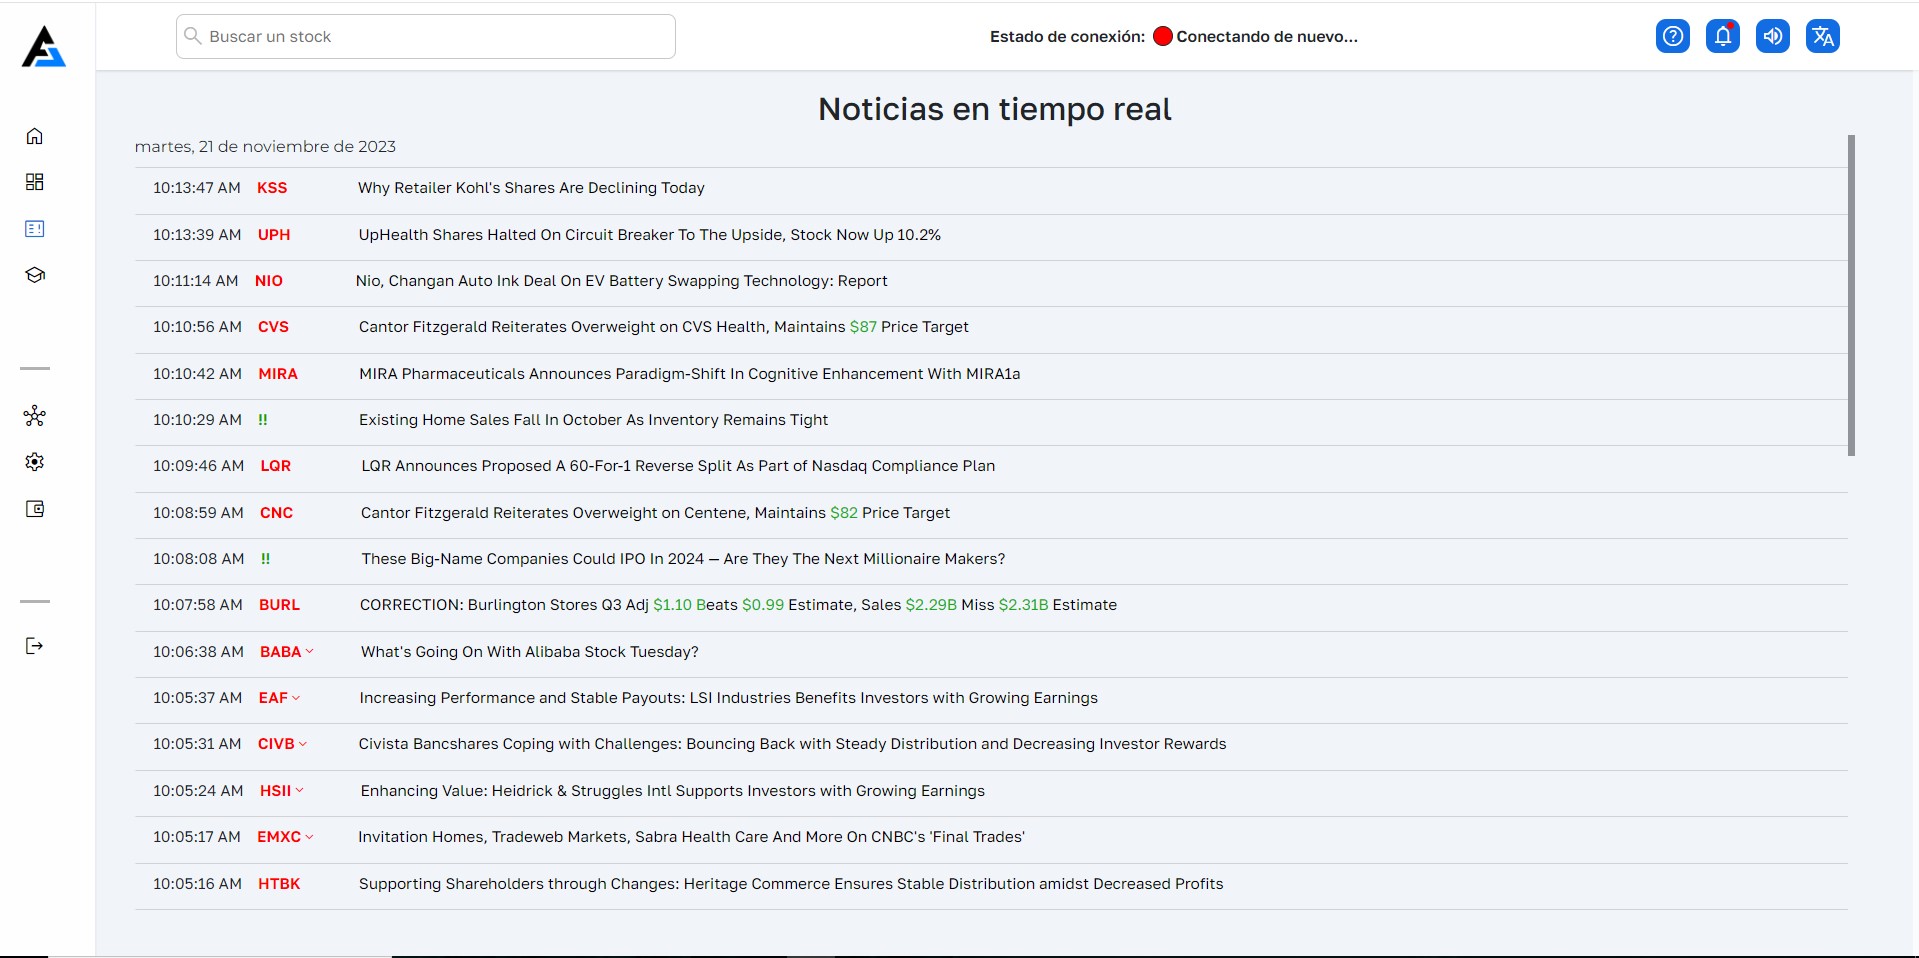 Buscar un stock
Estado de conexión: Conectando de nuevo...
Noticias en tiempo real
martes, 21 de noviembre de 2023
10:13:47 AM KSS Why Retailer Kohl's Shares Are Declining Today
10:13:39 AM UPH UpHealth Shares Halted On Circuit Breaker To The Upside, Stock Now Up 10.2%
10:11:14 AM NIO Nio, Changan Auto Ink Deal On EV Battery Swapping Technology: Report
10:10:56 AM CVS Cantor Fitzgerald Reiterates Overweight on CVS Health, Maintains $87 Price Target
10:10:42 AM MIRA MIRA Pharmaceuticals Announces Paradigm-Shift In Cognitive Enhancement With MIRA1a
10:10:29 AM !! Existing Home Sales Fall In October As Inventory Remains Tight
10:09:46 AM LQR LQR Announces Proposed A 60-For-1 Reverse Split As Part of Nasdaq Compliance Plan
10:08:59 AM CNC Cantor Fitzgerald Reiterates Overweight on Centene, Maintains $82 Price Target
10:08:08 AM !! These Big-Name Companies Could IPO In 2024 — Are They The Next Millionaire Makers?
10:07:58 AM BURL CORRECTION: Burlington Stores Q3 Adj $1.10 Beats $0.99 Estimate, Sales $2.29B Miss $2.31B Estimate
10:06:38 AM BABA What's Going On With Alibaba Stock Tuesday?
10:05:37 AM EAF Increasing Performance and Stable Payouts: LSI Industries Benefits Investors with Growing Earnings
10:05:31 AM CIVB Civista Bancshares Coping with Challenges: Bouncing Back with Steady Distribution and Decreasing Investor Rewards
10:05:24 AM HSII Enhancing Value: Heidrick & Struggles Intl Supports Investors with Growing Earnings
10:05:17 AM EMXC Invitation Homes, Tradeweb Markets, Sabra Health Care And More On CNBC's 'Final Trades'
10:05:16 AM HTBK Supporting Shareholders through Changes: Heritage Commerce Ensures Stable Distribution amidst Decreased Profits